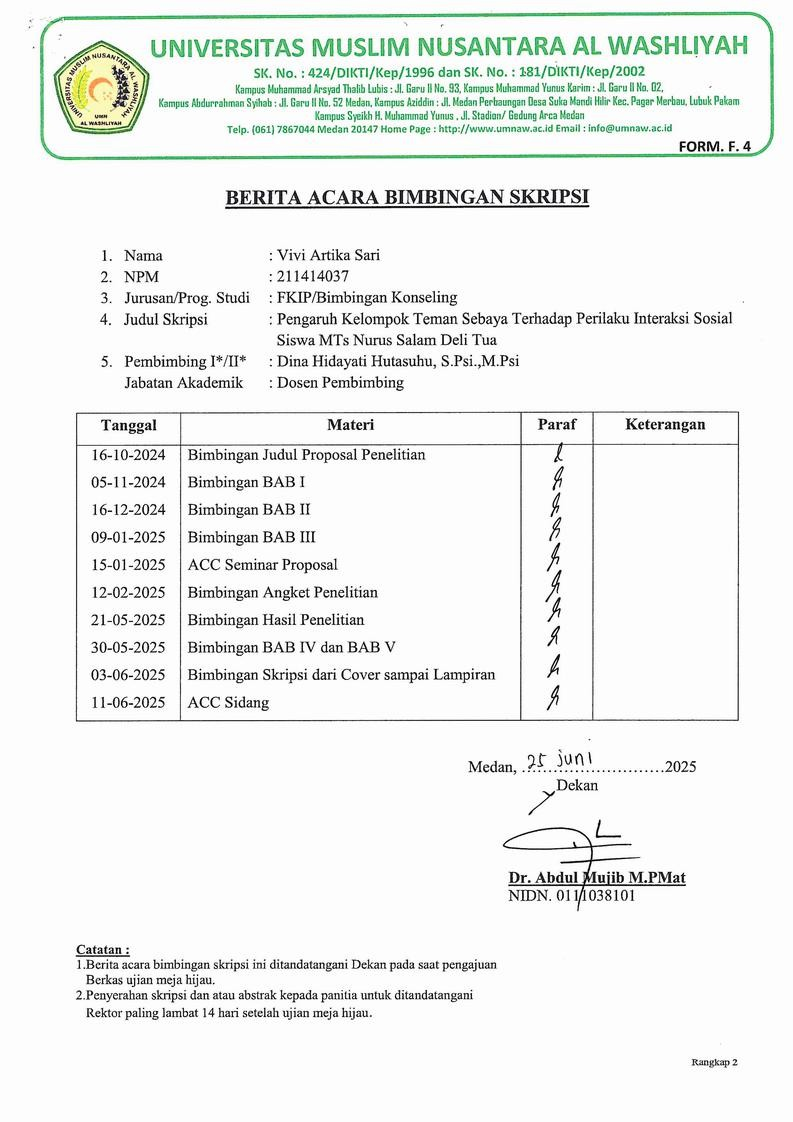 UNIVERSITAS MUSLIM NUSANTARA AL WASHLIYAH
SK. No. : 424/DIKTI/Kep/1996 dan SK. No. : 181/DIKTI/Kep/2002
Kampus Muhammad Arsyad Thalib Lubis : Jl. Garu II No. 93, Kampus Muhammad Yunus Karim : Jl. Garu II No. 02,
Kampus Abdurrahman Syihab : Jl. Garu II No. 52 Medan, Kampus Aziddin : Jl. Medan Perbaungan Desa Suka Mandi Hilir Kec. Pagar Merbau, Lubuk Pakam
Kampus Syeikh H. Muhammad Yunus , Jl. Stadion/ Gedung Arca Medan
Telp. (061) 7867044 Medan 20147 Home Page : http://www.umnaw.ac.id Email : info@umnaw.ac.id
UNIVERSITAS MUSLIM NUSANTARA AL WASHLIYAH
UMN
AL WASHLIYAH
FORM. F. 4
BERITA ACARA BIMBINGAN SKRIPSI
1. Nama : Vivi Artika Sari
2. NPM : 211414037
3. Jurusan/Prog. Studi : FKIP/Bimbingan Konseling
4. Judul Skripsi : Pengaruh Kelompok Teman Sebaya Terhadap Perilaku Interaksi Sosial
Siswa MTs Nurus Salam Deli Tua
5. Pembimbing I*/II* : Dina Hidayati Hutasuhu, S.Psi.,M.Psi
Jabatan Akademik : Dosen Pembimbing
Tanggal Materi Paraf Keterangan
16-10-2024 Bimbingan Judul Proposal Penelitian
05-11-2024 Bimbingan BAB I
16-12-2024 Bimbingan BAB II
09-01-2025 Bimbingan BAB III
15-01-2025 ACC Seminar Proposal
12-02-2025 Bimbingan Angket Penelitian
21-05-2025 Bimbingan Hasil Penelitian
30-05-2025 Bimbingan BAB IV dan BAB V
03-06-2025 Bimbingan Skripsi dari Cover sampai Lampiran
11-06-2025 ACC Sidang
Medan, 25 juni 2025
Dekan
Dr. Abdul Mujib M.PMat
NIDN. 0111038101
Catatan :
1.Berita acara bimbingan skripsi ini ditandatangani Dekan pada saat pengajuan
Berkas ujian meja hijau.
2.Penyerahan skripsi dan atau abstrak kepada panitia untuk ditandatangani
Rektor paling lambat 14 hari setelah ujian meja hijau.
Rangkap 2